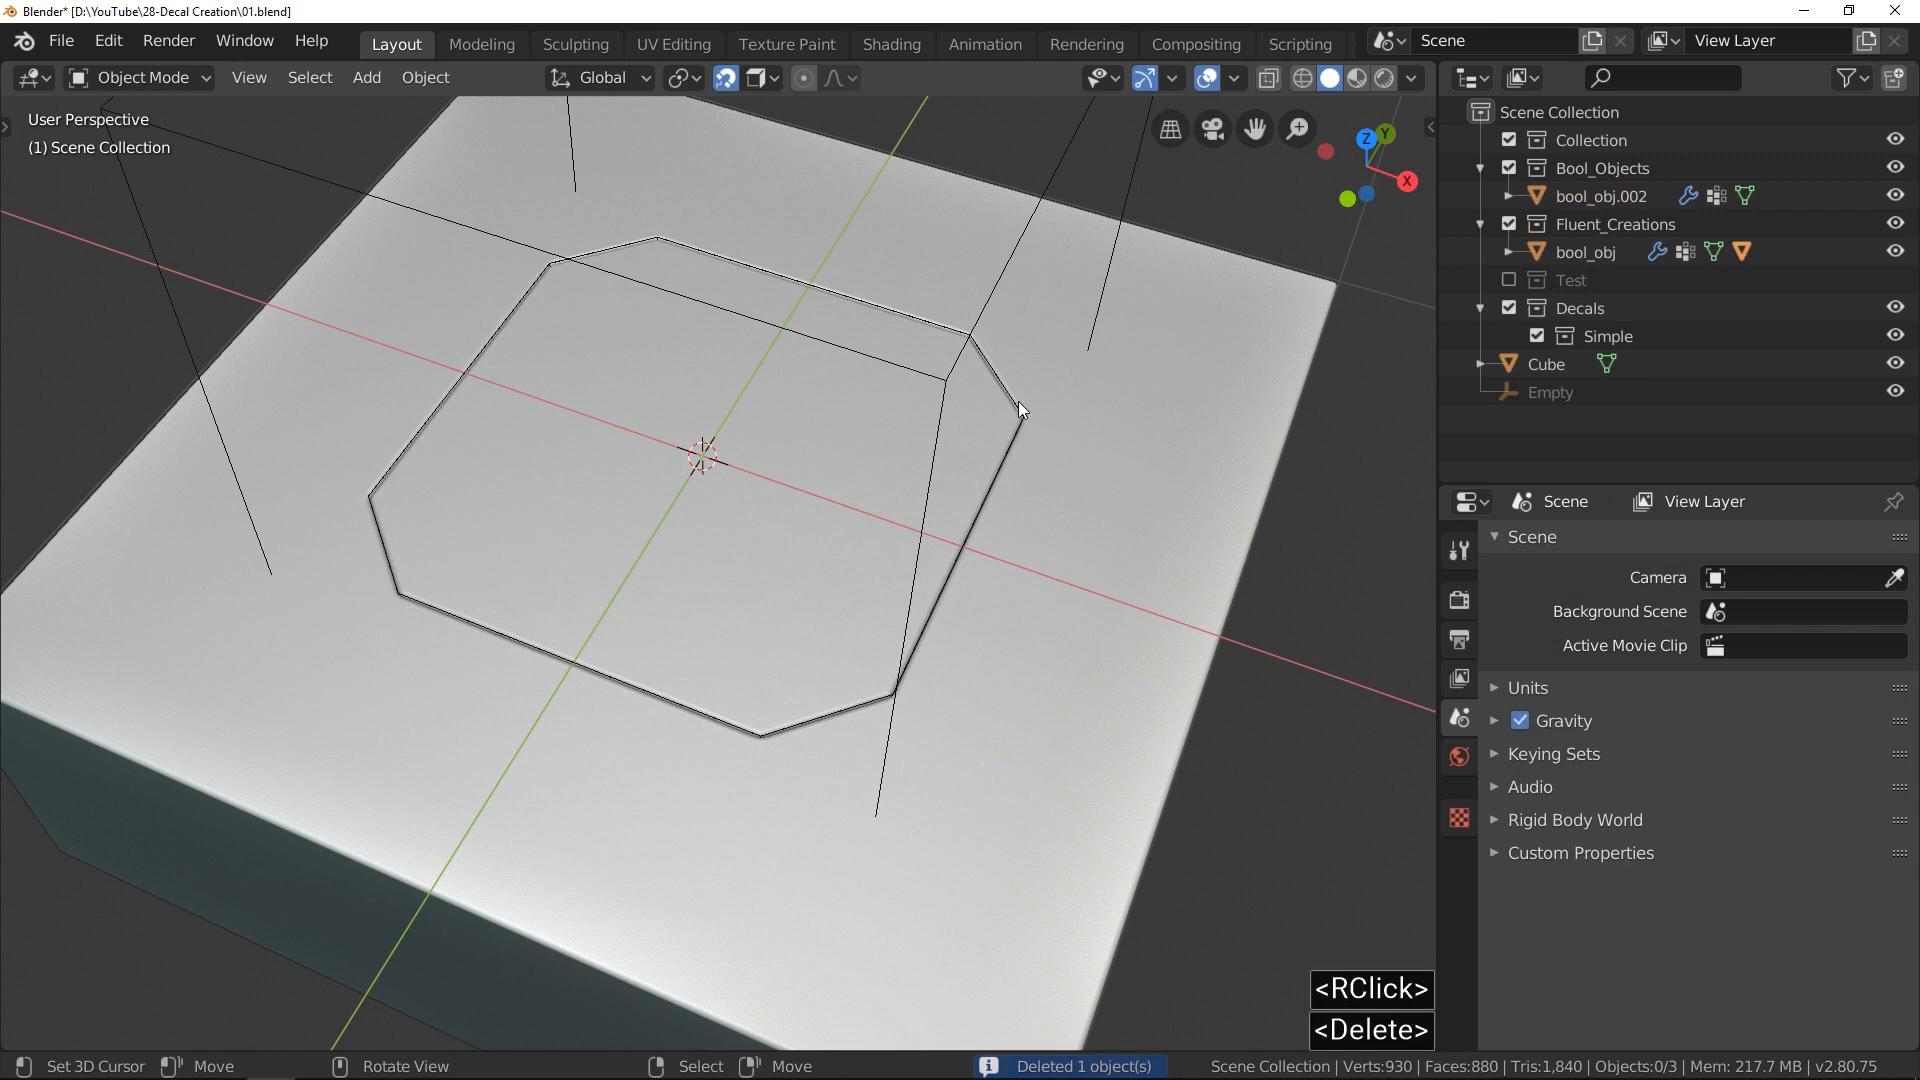 Blender* [D:\YouTube\28-Decal Creation\01.blend]
File Edit Render Window Help Layout Modeling Sculpting UV Editing Texture Paint Shading Animation Rendering Compositing Scripting Scene View Layer
Object Mode View Select Add Object Global
User Perspective
(1) Scene Collection
Z Y X
Scene Collection
Collection
Bool_Objects
bool_obj.002
Fluent_Creations
bool_obj
Test
Decals
Simple
Cube
Empty
Scene View Layer
Scene
Camera
Background Scene
Active Movie Clip
Units
Gravity
Keying Sets
Audio
Rigid Body World
Custom Properties
<RClick>
<Delete>
Set 3D Cursor Move Rotate View Select Move Deleted 1 object(s) Scene Collection | Verts:930 | Faces:880 | Tris:1,840 | Objects:0/3 | Mem: 217.7 MB | v2.80.75